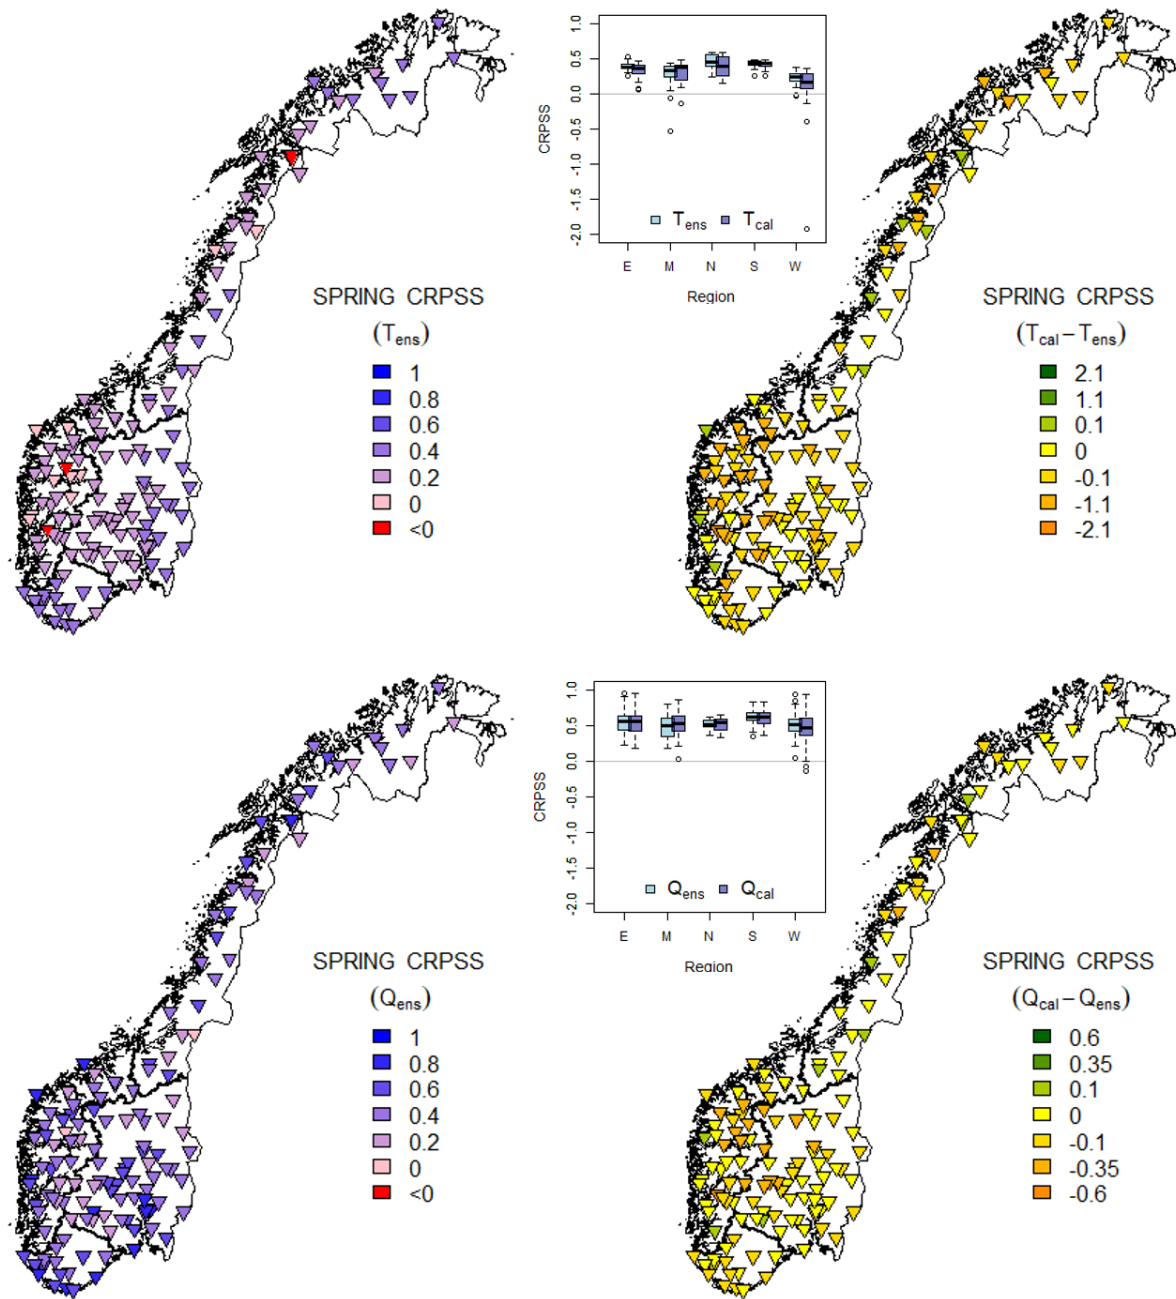 1.0
0.5
0.0
-0.5
-1.0
-1.5
-2.0
CRPSS
T_ens T_cal
E M N S W
Region
SPRING CRPSS
(T_ens)
1
0.8
0.6
0.4
0.2
0
<0
SPRING CRPSS
(T_cal – T_ens)
2.1
1.1
0.1
0
-0.1
-1.1
-2.1
1.0
0.5
0.0
-0.5
-1.0
-1.5
-2.0
CRPSS
Q_ens Q_cal
E M N S W
Region
SPRING CRPSS
(Q_ens)
1
0.8
0.6
0.4
0.2
0
<0
SPRING CRPSS
(Q_cal – Q_ens)
0.6
0.35
0.1
0
-0.1
-0.35
-0.6